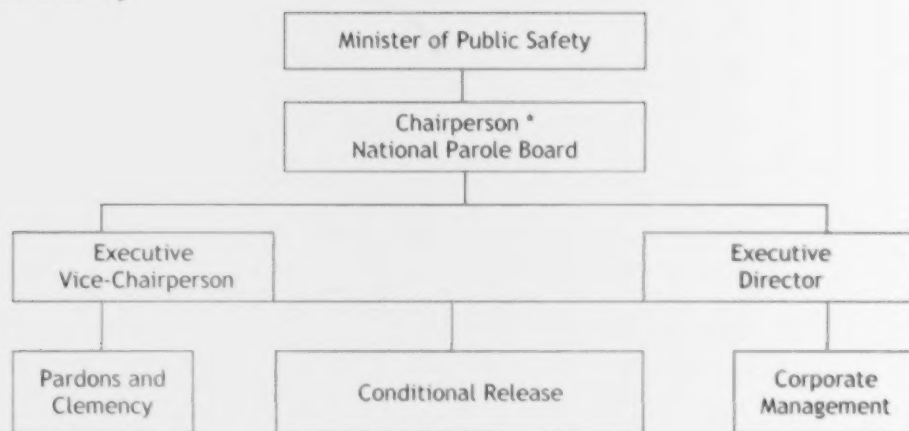 Minister of Public Safety
Chairperson *
National Parole Board
Executive
Vice-Chairperson
Executive
Director
Pardons and
Clemency
Conditional Release
Corporate
Management